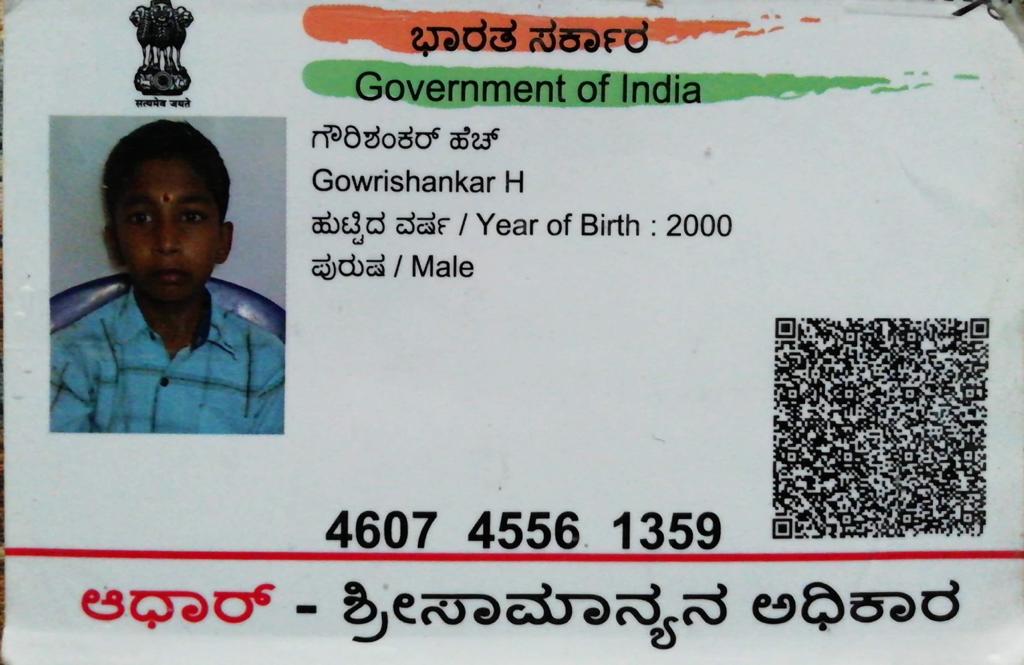 सत्यमेव जयते
ಭಾರತ ಸರ್ಕಾರ
Government of India
ಗೌರಿಶಂಕರ್ ಹೆಚ್
Gowrishankar H
ಹುಟ್ಟಿದ ವರ್ಷ / Year of Birth : 2000
ಪುರುಷ / Male
4607 4556 1359
ಆಧಾರ್ - ಶ್ರೀಸಾಮಾನ್ಯನ ಅಧಿಕಾರ